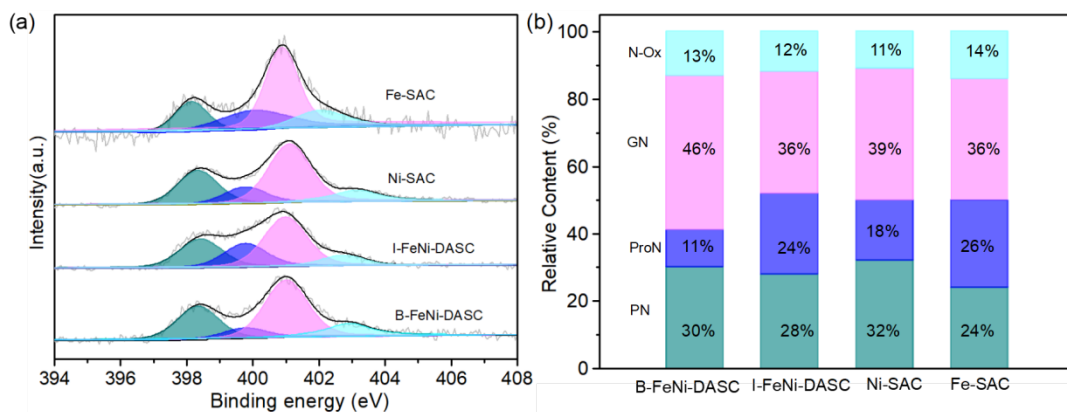 (a)
Intensity(a.u.)
Fe-SAC
Ni-SAC
I-FeNi-DASC
B-FeNi-DASC
394 396 398 400 402 404 406 408
Binding energy (eV)
(b)
Relative Content (%)
100
80
60
40
20
0
N-Ox
GN
ProN
PN
13% 12% 11% 14%
46% 36% 39% 36%
11% 24% 18% 26%
30% 28% 32% 24%
B-FeNi-DASC I-FeNi-DASC Ni-SAC Fe-SAC